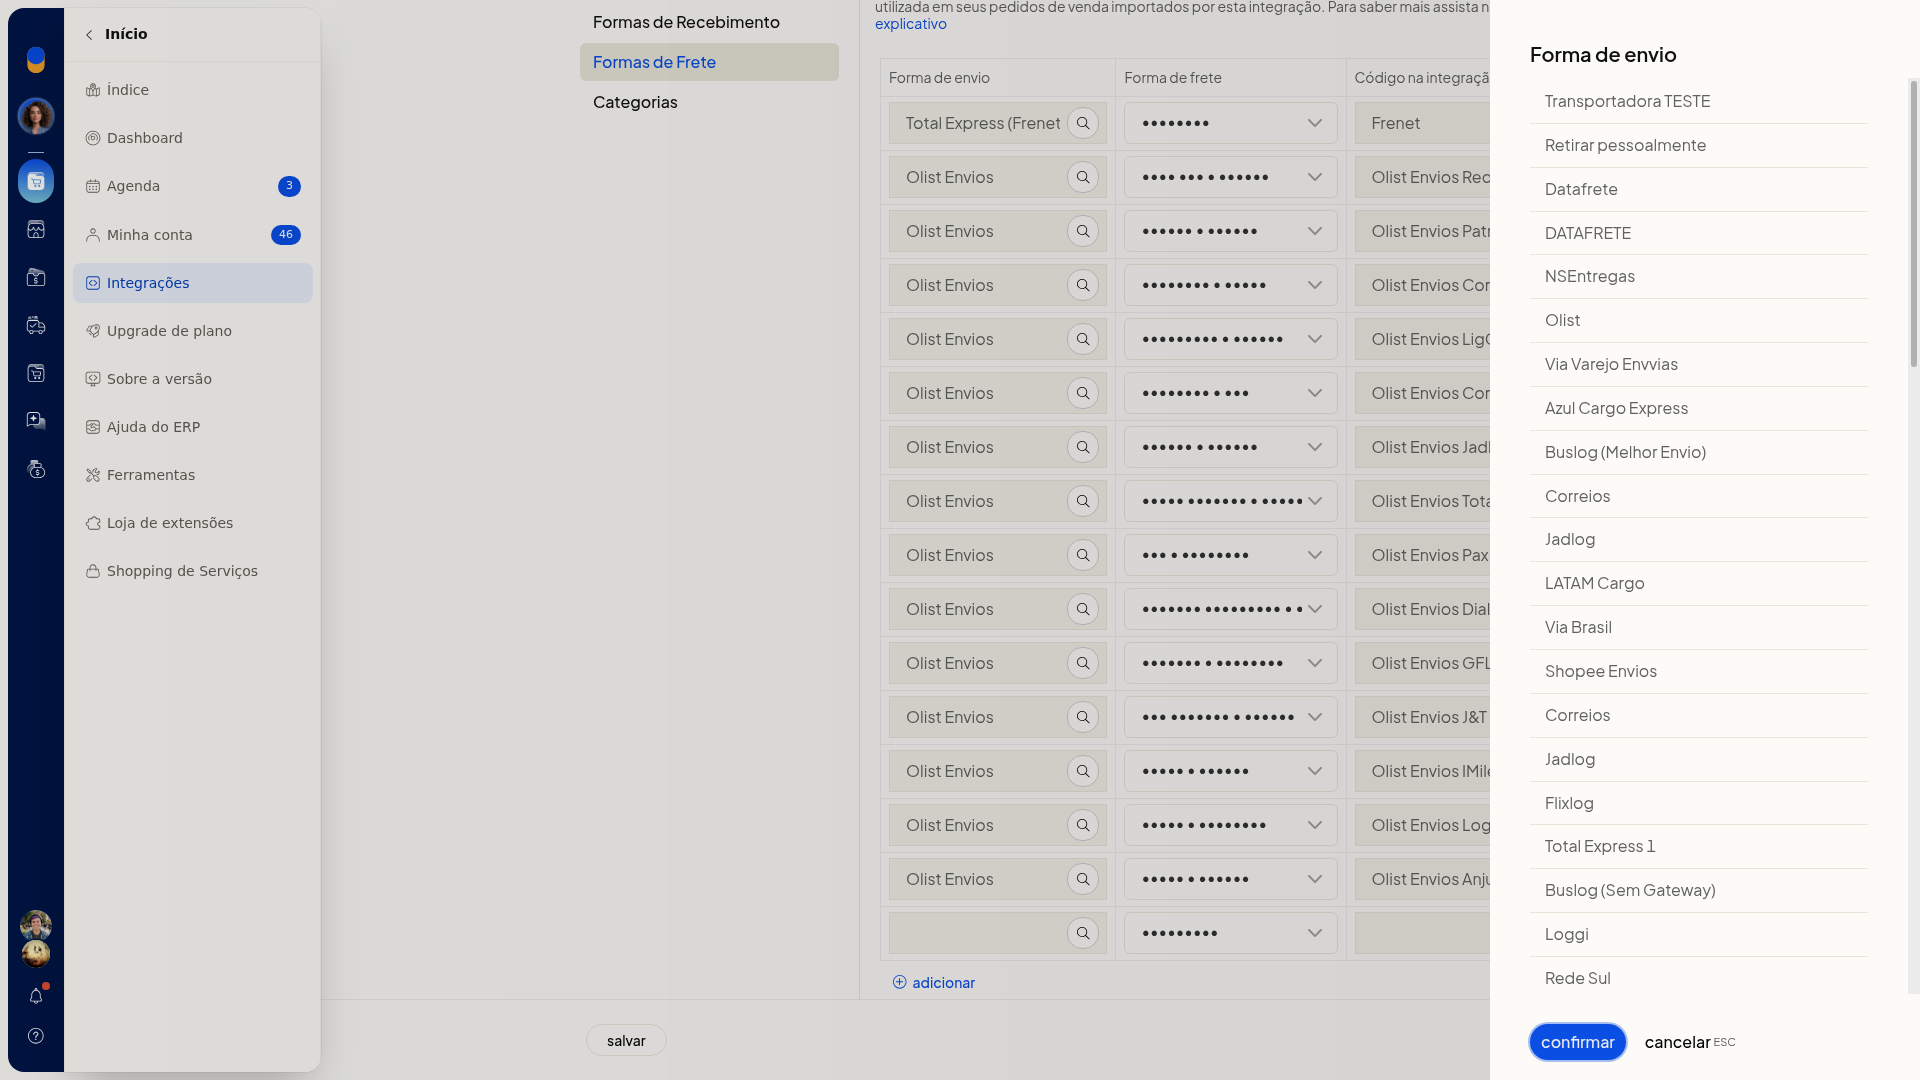 Início
Índice
Dashboard
Agenda
3
Minha conta
46
Integrações
Upgrade de plano
Sobre a versão
Ajuda do ERP
Ferramentas
Loja de extensões
Shopping de Serviços
Formas de Recebimento
Formas de Frete
Categorias
utilizada em seus pedidos de venda importados por esta integração. Para saber mais assista n
explicativo
Forma de envio
Forma de frete
Código na integraçã
Total Express (Frenet
••••••••
Frenet
Olist Envios
•••• ••• • ••••••
Olist Envios Rec
Olist Envios
•••••• • ••••••
Olist Envios Patr
Olist Envios
•••••••• • •••••
Olist Envios Cor
Olist Envios
••••••••• • ••••••
Olist Envios Lig
Olist Envios
•••••••• • •••
Olist Envios Cor
Olist Envios
•••••• • ••••••
Olist Envios Jadl
Olist Envios
••••• ••••••• • •••••
Olist Envios Tota
Olist Envios
••• • ••••••••
Olist Envios Pax
Olist Envios
••••••• ••••••••• • •
Olist Envios Dial
Olist Envios
••••••• • ••••••••
Olist Envios GFL
Olist Envios
••• ••••••• • ••••••
Olist Envios J&T
Olist Envios
••••• • ••••••
Olist Envios IMile
Olist Envios
••••• • ••••••••
Olist Envios Log
Olist Envios
••••• • ••••••
Olist Envios Anju
•••••••••
adicionar
salvar
Forma de envio
Transportadora TESTE
Retirar pessoalmente
Datafrete
DATAFRETE
NSEntregas
Olist
Via Varejo Envvias
Azul Cargo Express
Buslog (Melhor Envio)
Correios
Jadlog
LATAM Cargo
Via Brasil
Shopee Envios
Correios
Jadlog
Flixlog
Total Express 1
Buslog (Sem Gateway)
Loggi
Rede Sul
confirmar
cancelar ESC